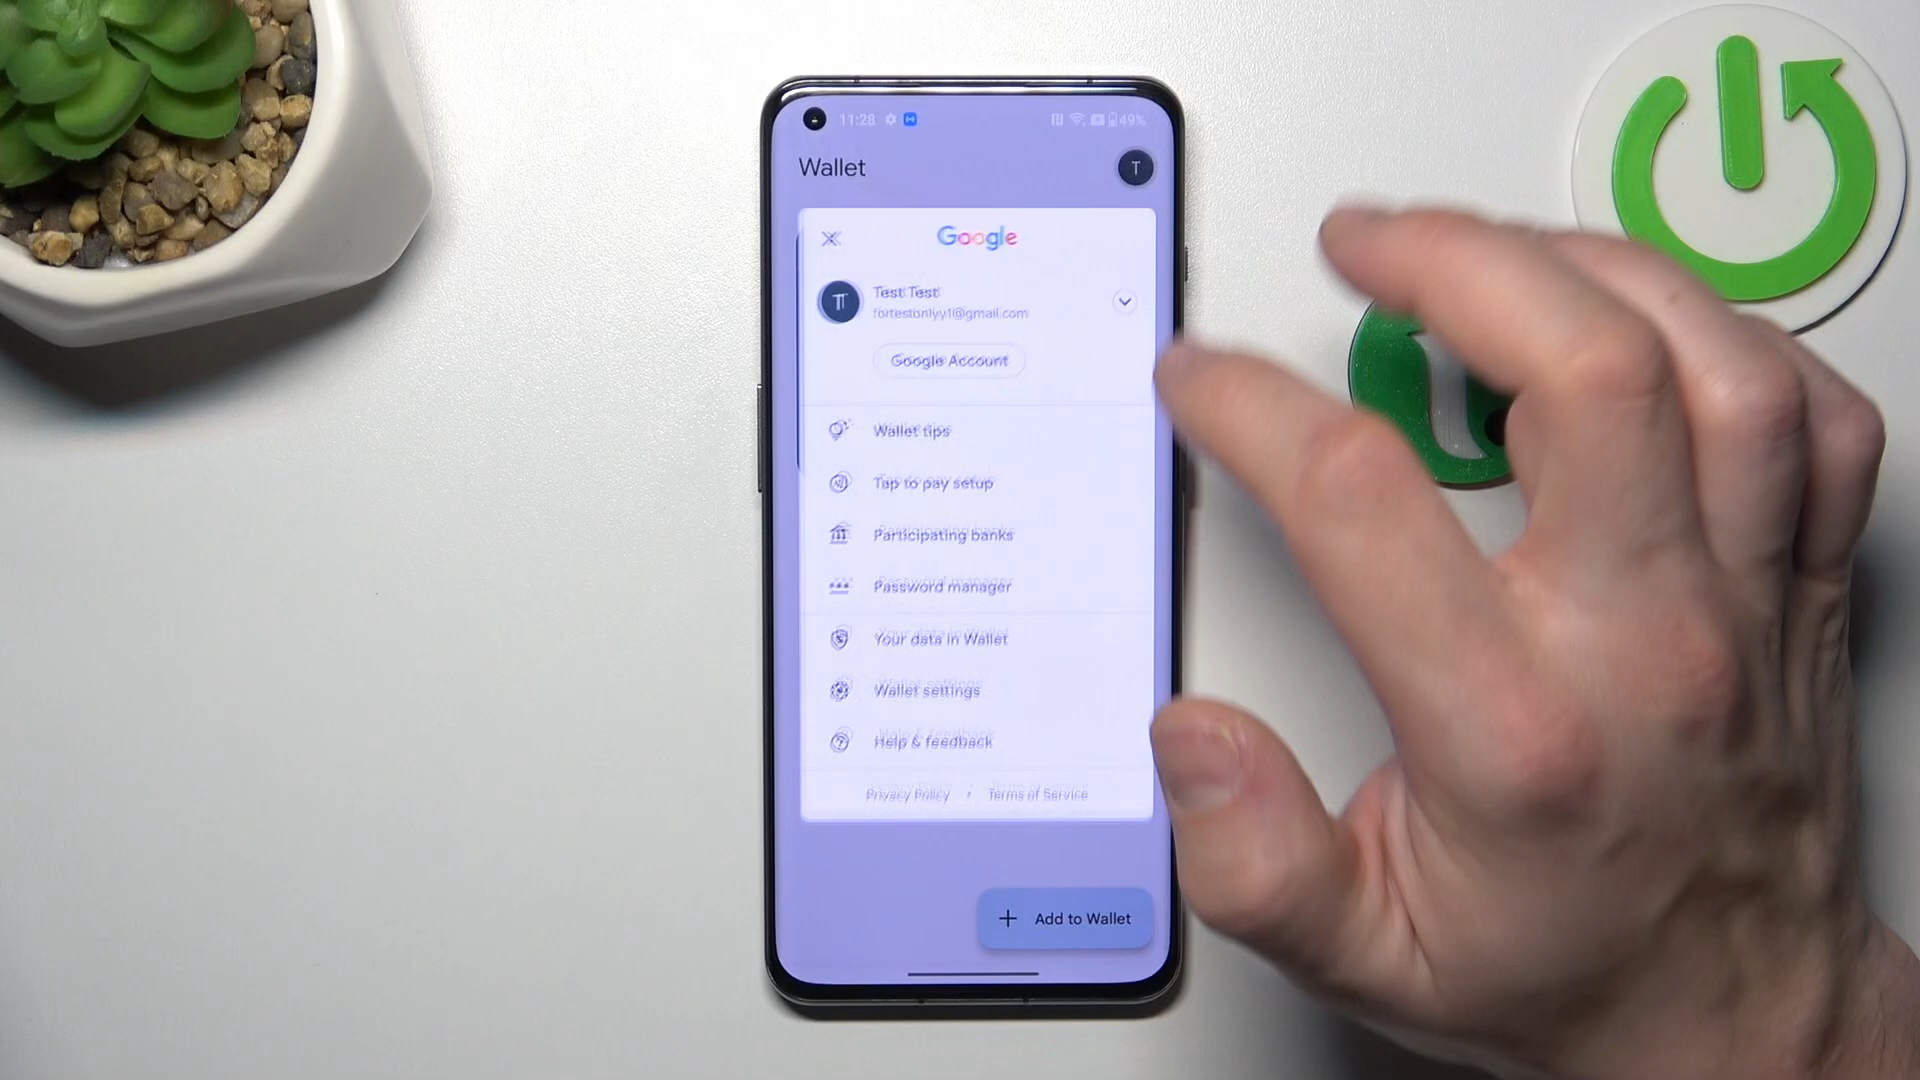 11:28
49%
Wallet
T
Google
Test Test
fortestonlyy1@gmail.com
Google Account
Wallet tips
Tap to pay setup
Participating banks
Password manager
Your data in Wallet
Wallet settings
Help & feedback
Privacy Policy • Terms of Service
+ Add to Wallet